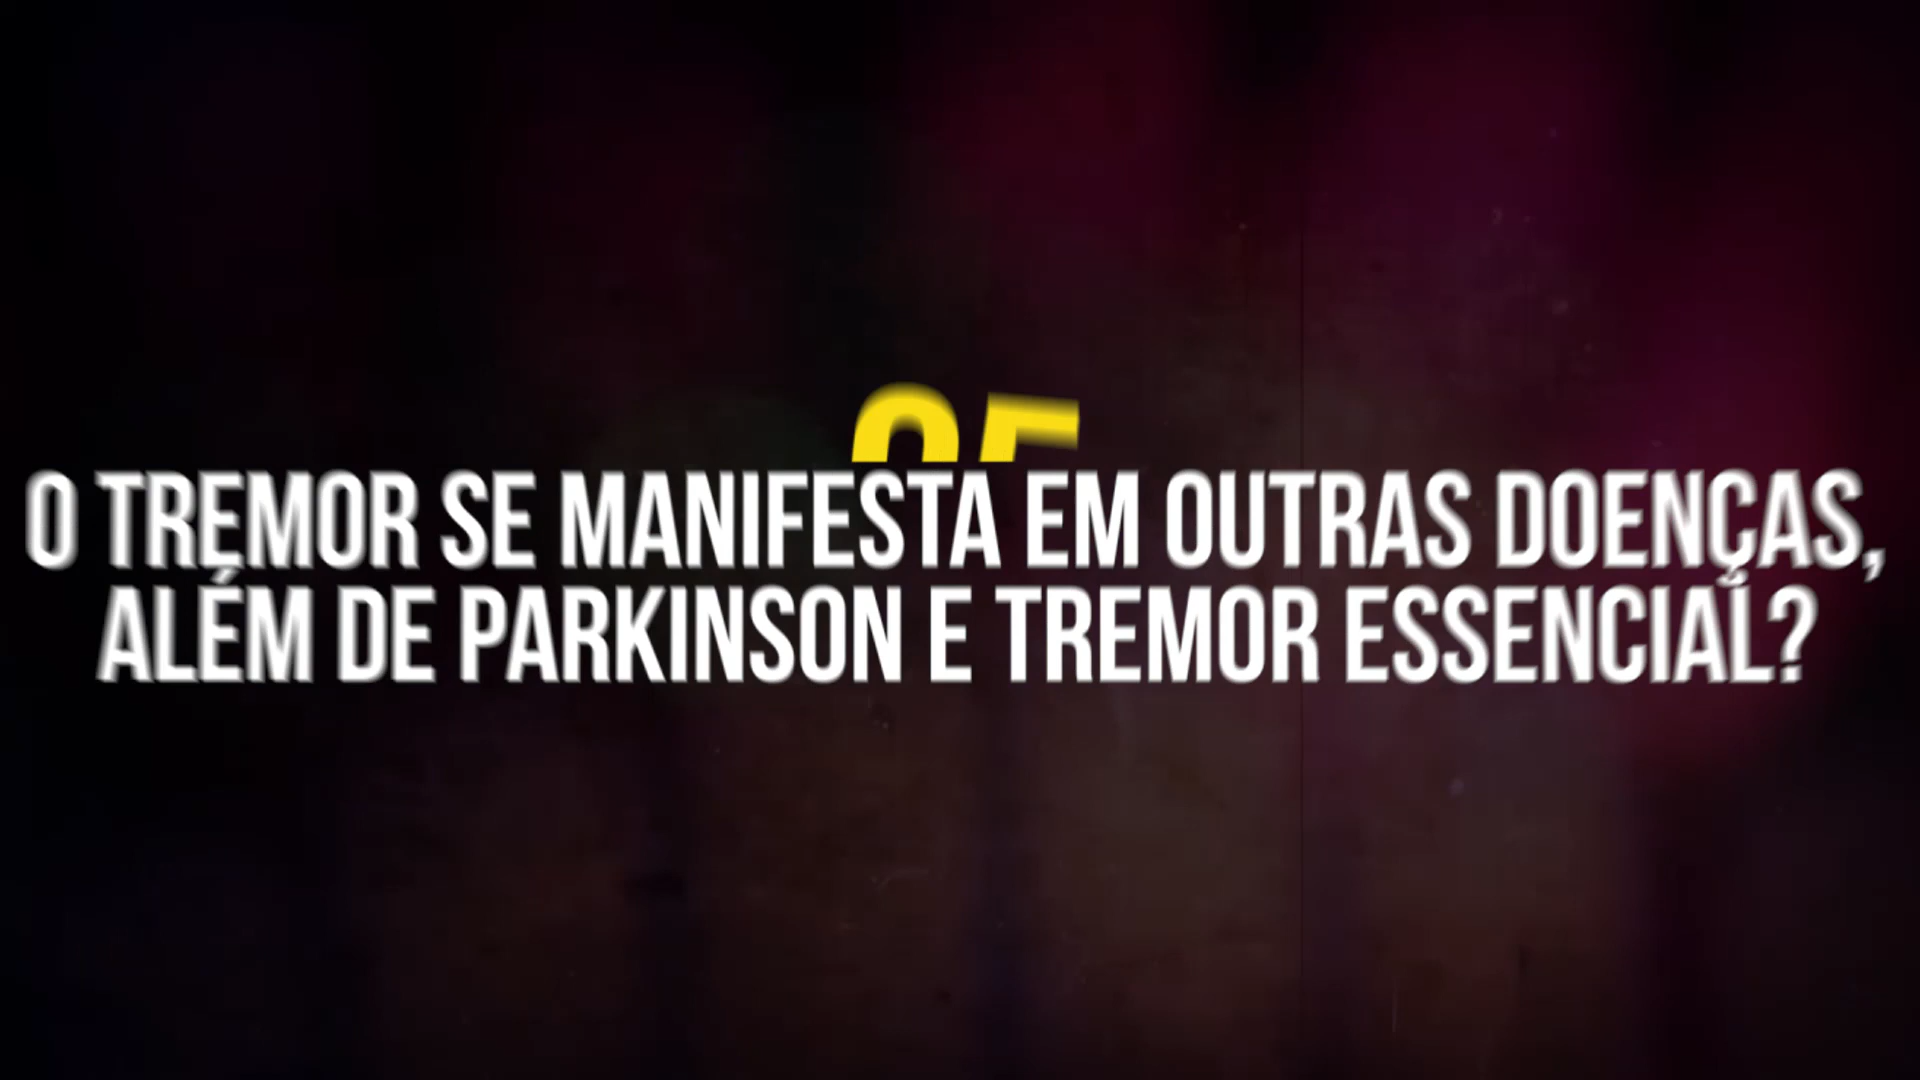 O TREMOR SE MANIFESTA EM OUTRAS DOENÇAS,
ALÉM DE PARKINSON E TREMOR ESSENCIAL?